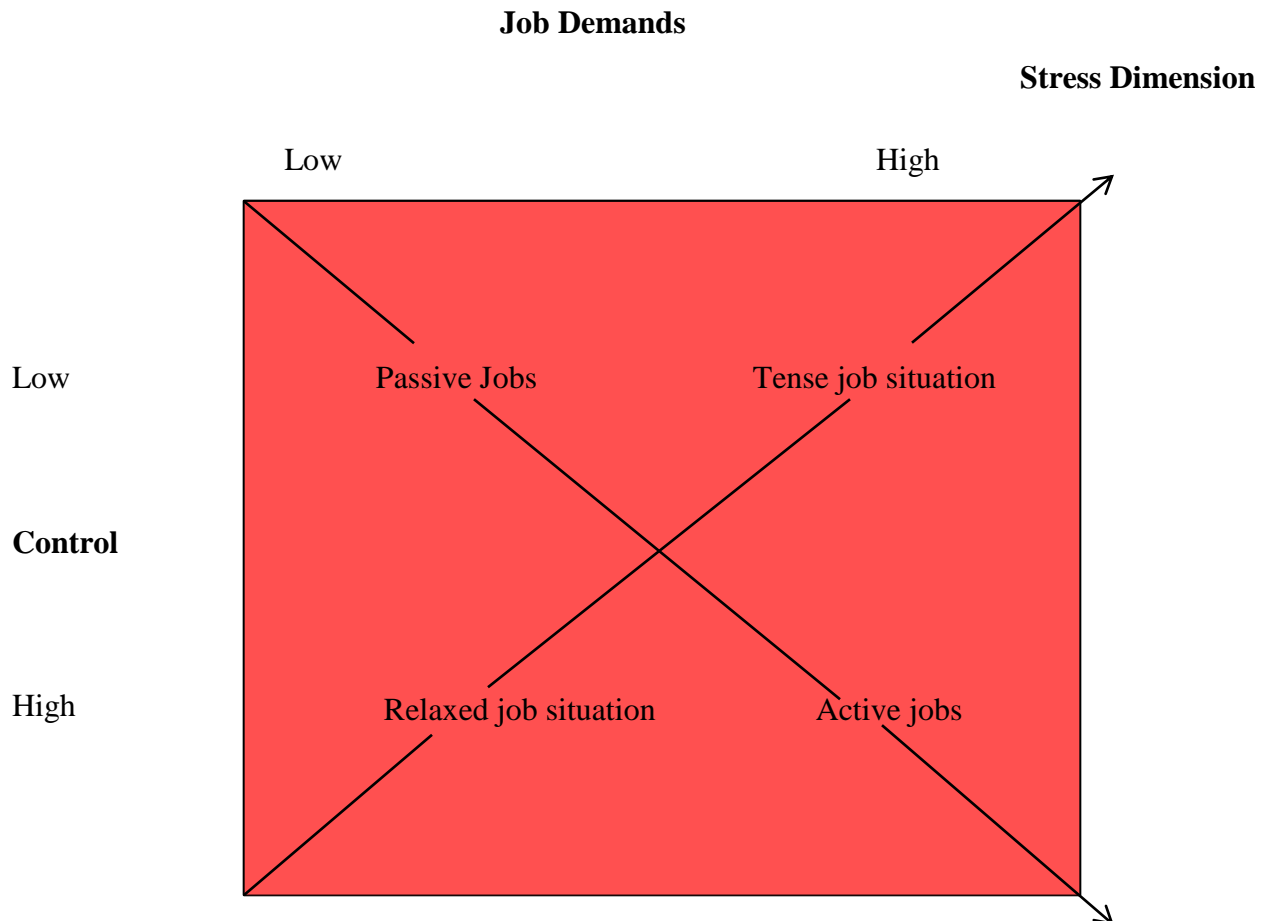 Job Demands
Stress Dimension
Low High
Low Passive Jobs Tense job situation
Control
High Relaxed job situation Active jobs